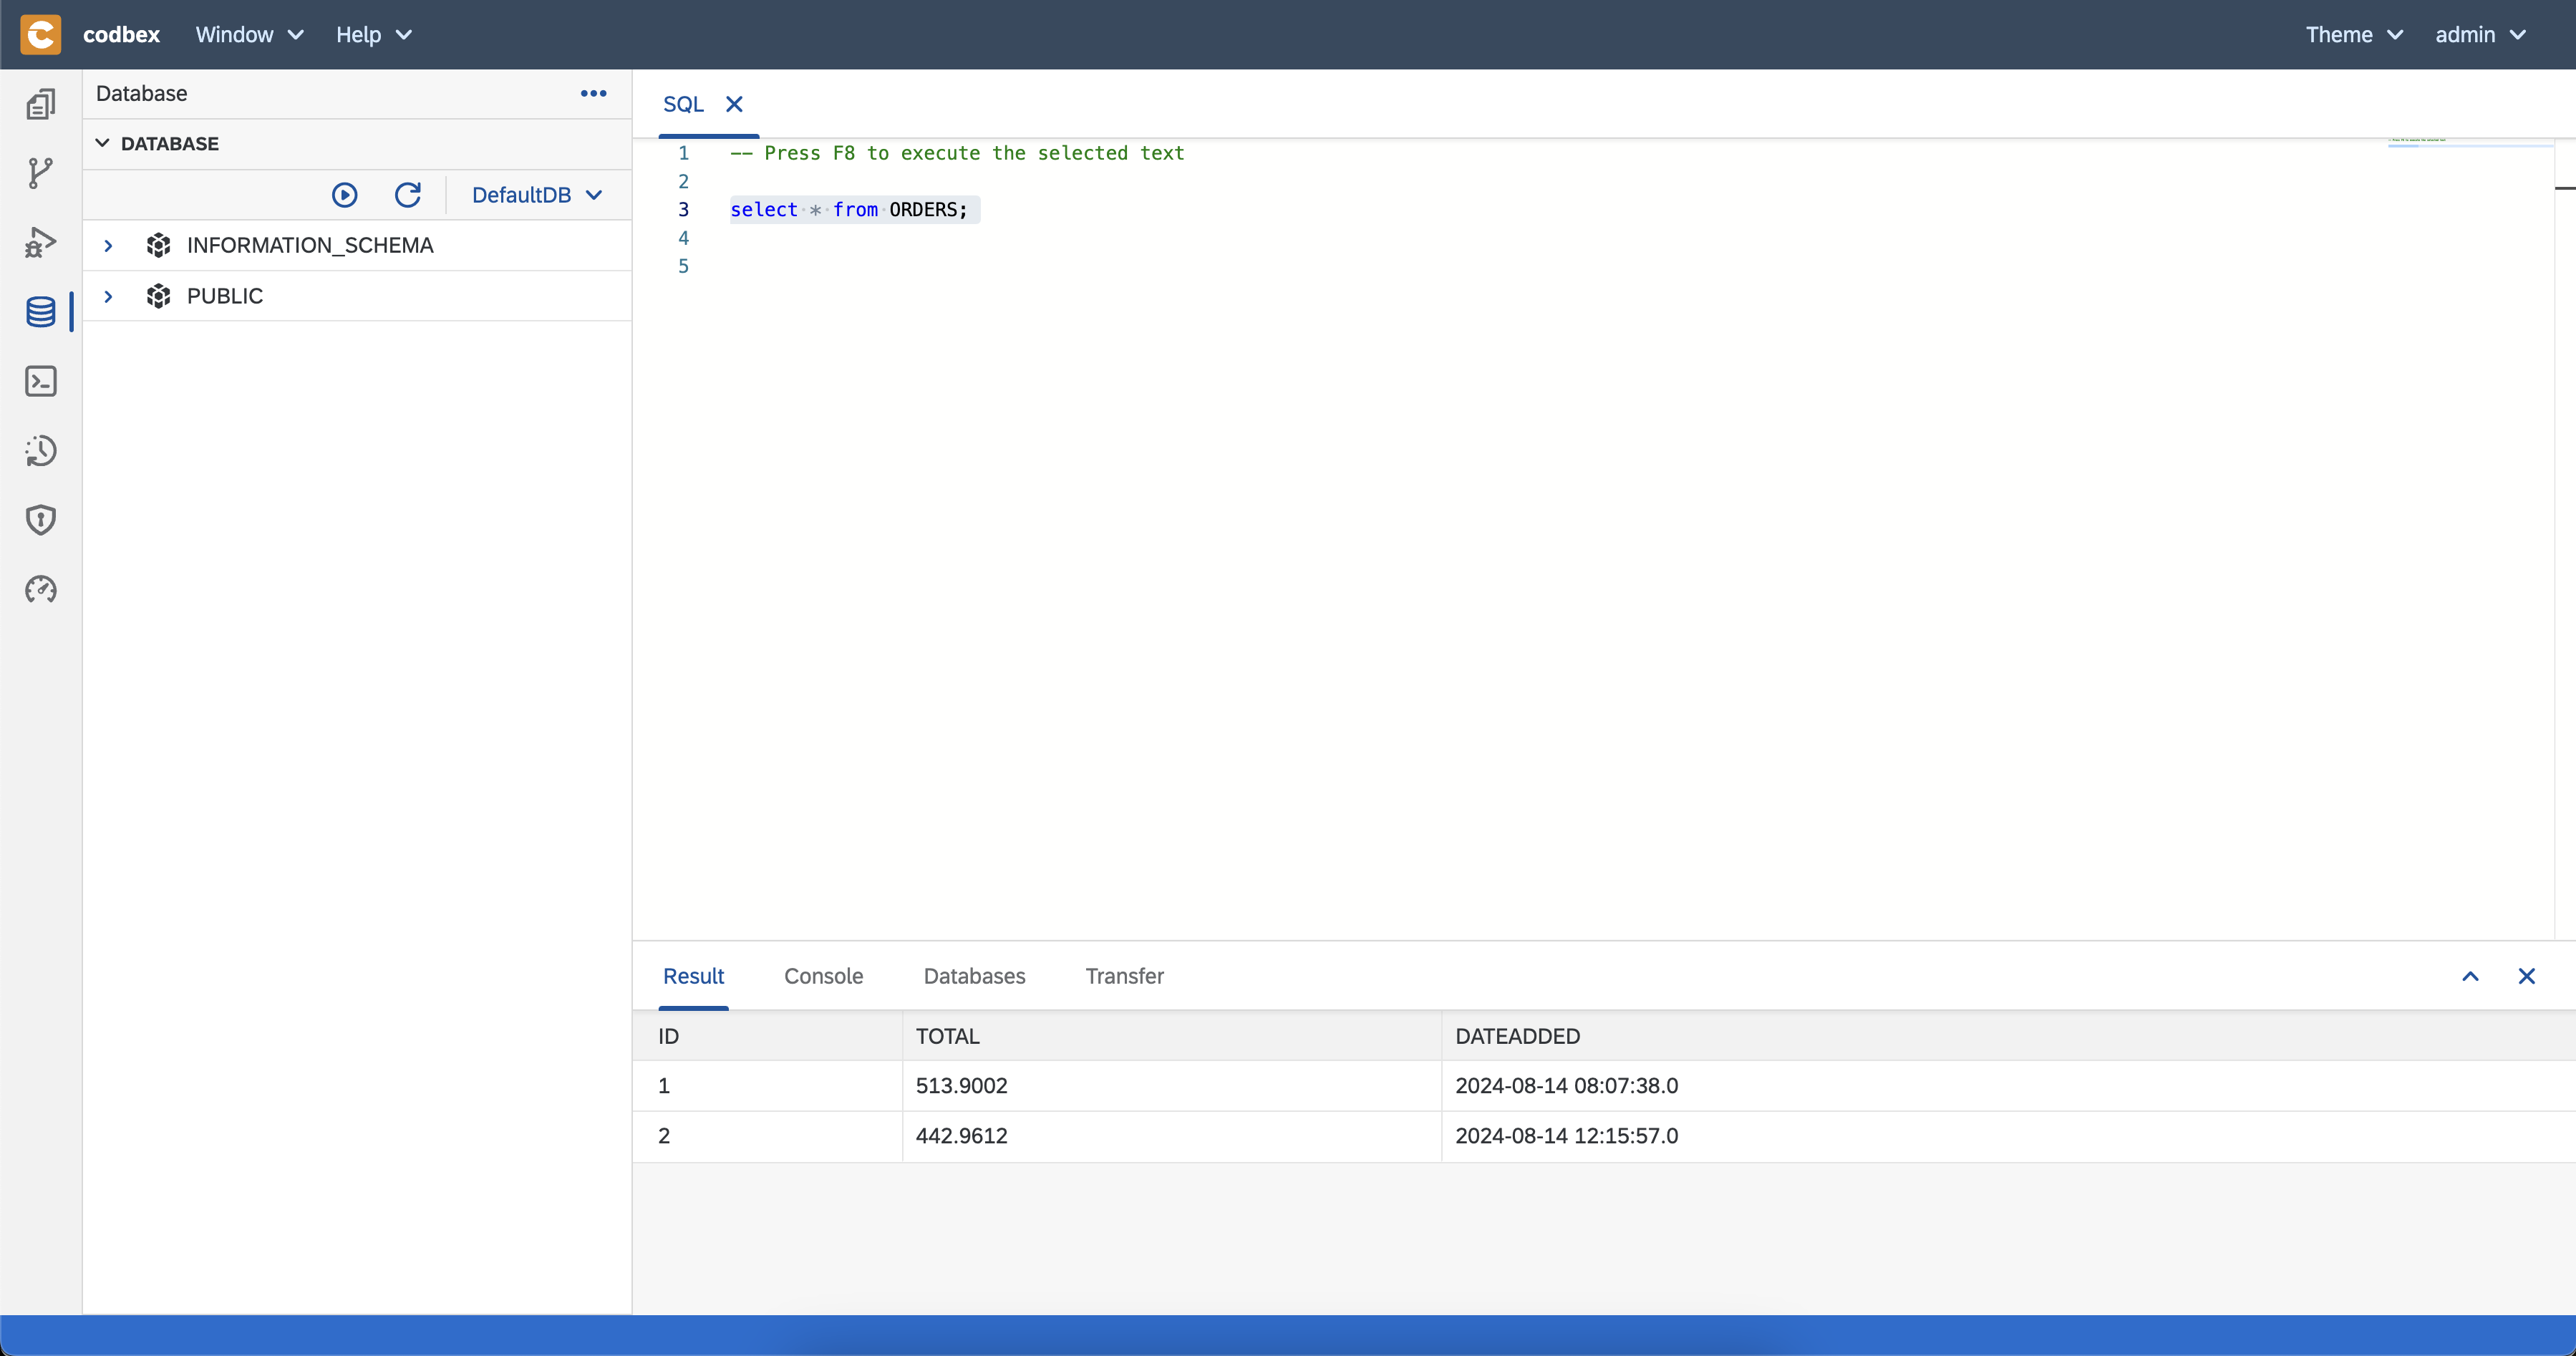 codbex Window Help Theme admin
Database
DATABASE
DefaultDB
INFORMATION_SCHEMA
PUBLIC
SQL
1 -- Press F8 to execute the selected text
2
3 select * from ORDERS;
4
5
Result Console Databases Transfer
ID TOTAL DATEADDED
1 513.9002 2024-08-14 08:07:38.0
2 442.9612 2024-08-14 12:15:57.0